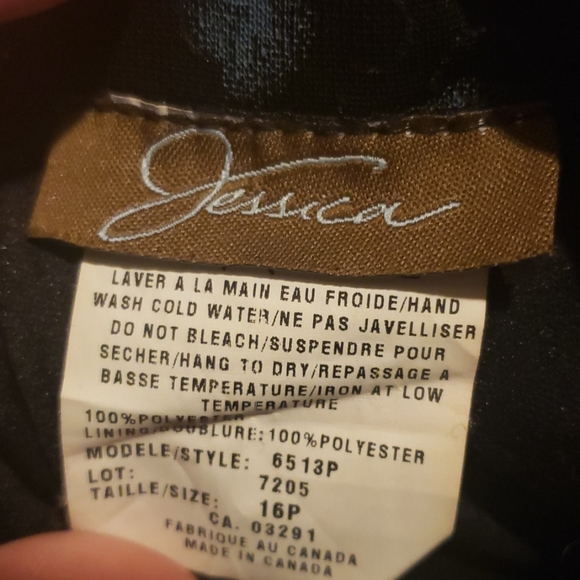 Jessica
LAVER A LA MAIN EAU FROIDE/HAND
WASH COLD WATER/NE PAS JAVELLISER
DO NOT BLEACH/SUSPENDRE POUR
SECHER/HANG TO DRY/REPASSAGE A
BASSE TEMPERATURE/IRON AT LOW
TEMPERATURE
100%POLYESTER
LINING/DOUBLURE:100%POLYESTER
MODELE/STYLE: 6513P
LOT: 7205
TAILLE/SIZE: 16P
CA. 03291
FABRIQUE AU CANADA
MADE IN CANADA